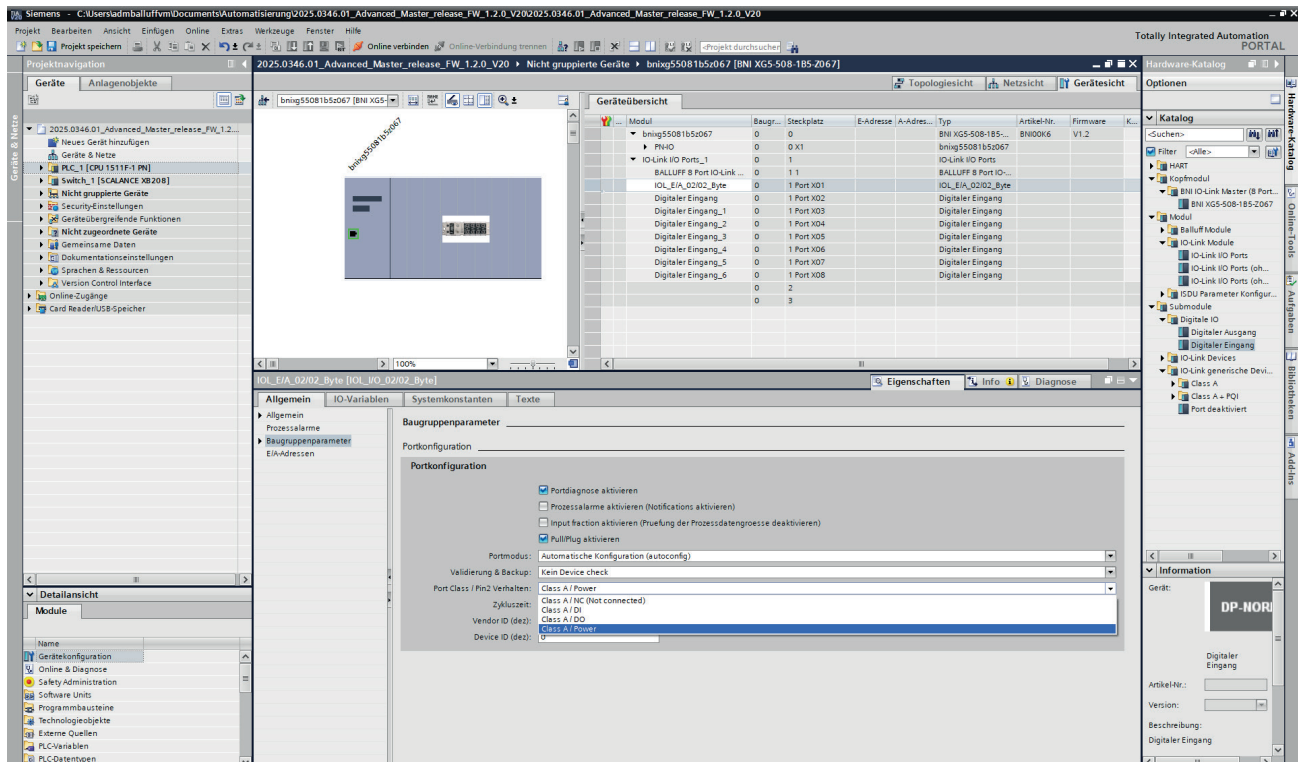 Siemens - C:\Users\admballuffvm\Documents\Automatisierung\2025.0346.01_Advanced_Master_release_FW_1.2.0_V20\2025.0346.01_Advanced_Master_release_FW_1.2.0_V20
Projekt Bearbeiten Ansicht Einfügen Online Extras Werkzeuge Fenster Hilfe
Projekt speichern Online verbinden Online-Verbindung trennen <Projekt durchsucher
Totally Integrated Automation
PORTAL
Projektnavigation
Geräte Anlagenobjekte
Geräte & Netze
2025.0346.01_Advanced_Master_release_FW_1.2....
Neues Gerät hinzufügen
Geräte & Netze
PLC_1 [CPU 1511F-1 PN]
Switch_1 [SCALANCE XB208]
Nicht gruppierte Geräte
Security-Einstellungen
Geräteübergreifende Funktionen
Nicht zugeordnete Geräte
Gemeinsame Daten
Dokumentationseinstellungen
Sprachen & Ressourcen
Version Control Interface
Online-Zugänge
Card Reader/USB-Speicher
Detailansicht
Module
Name
Gerätekonfiguration
Online & Diagnose
Safety Administration
Software Units
Programmbausteine
Technologieobjekte
Externe Quellen
PLC-Variablen
PLC-Datentypen
2025.0346.01_Advanced_Master_release_FW_1.2.0_V20 Nicht gruppierte Geräte bnixg55081b5z067 [BNI XG5-508-1B5-Z067]
Topologiesicht Netzsicht Gerätesicht
bnixg55081b5z067 [BNI XG5-
bnixg55081b5z067
100%
Geräteübersicht
... Modul Baugr... Steckplatz E-Adresse A-Adres... Typ Artikel-Nr. Firmware K...
bnixg55081b5z067 0 0 BNI XG5-508-1B5-... BNI00K6 V1.2
PN-IO 0 0 X1 bnixg55081b5z067
IO-Link I/O Ports_1 0 1 IO-Link I/O Ports
BALLUFF 8 Port IO-Link ... 0 1 1 BALLUFF 8 Port IO-...
IOL_E/A_02/02_Byte 0 1 Port X01 IOL_E/A_02/02_Byte
Digitaler Eingang 0 1 Port X02 Digitaler Eingang
Digitaler Eingang_1 0 1 Port X03 Digitaler Eingang
Digitaler Eingang_2 0 1 Port X04 Digitaler Eingang
Digitaler Eingang_3 0 1 Port X05 Digitaler Eingang
Digitaler Eingang_4 0 1 Port X06 Digitaler Eingang
Digitaler Eingang_5 0 1 Port X07 Digitaler Eingang
Digitaler Eingang_6 0 1 Port X08 Digitaler Eingang
0 2
0 3
IOL_E/A_02/02_Byte [IOL_I/O_02/02_Byte]
Eigenschaften Info Diagnose
Allgemein IO-Variablen Systemkonstanten Texte
Allgemein
Prozessalarme
Baugruppenparameter
E/A-Adressen
Baugruppenparameter
Portkonfiguration
Portkonfiguration
Portdiagnose aktivieren
Prozessalarme aktivieren (Notifications aktivieren)
Input fraction aktivieren (Pruefung der Prozessdatengroesse deaktivieren)
Pull/Plug aktivieren
Portmodus: Automatische Konfiguration (autoconfig)
Validierung & Backup: Kein Device check
Port Class / Pin2 Verhalten: Class A / Power
Class A / NC (Not connected)
Zykluszeit: Class A / DI
Vendor ID (dez): Class A / DO
Class A / Power
Device ID (dez): 0
Hardware-Katalog
Optionen
Katalog
<Suchen>
Filter <Alle>
HART
Kopfmodul
BNI IO-Link Master (8 Port...
BNI XG5-508-1B5-Z067
Modul
Balluff Module
IO-Link Module
IO-Link I/O Ports
IO-Link I/O Ports (oh...
IO-Link I/O Ports (oh...
ISDU Parameter Konfigur...
Submodule
Digitale IO
Digitaler Ausgang
Digitaler Eingang
IO-Link Devices
IO-Link generische Devi...
Class A
Class A + PQI
Port deaktiviert
Information
Gerät:
DP-NOR
Digitaler
Eingang
Artikel-Nr.:
Version:
Beschreibung:
Digitaler Eingang
Hardware-Katalog
Online-Tools
Aufgaben
Bibliotheken
Add-Ins